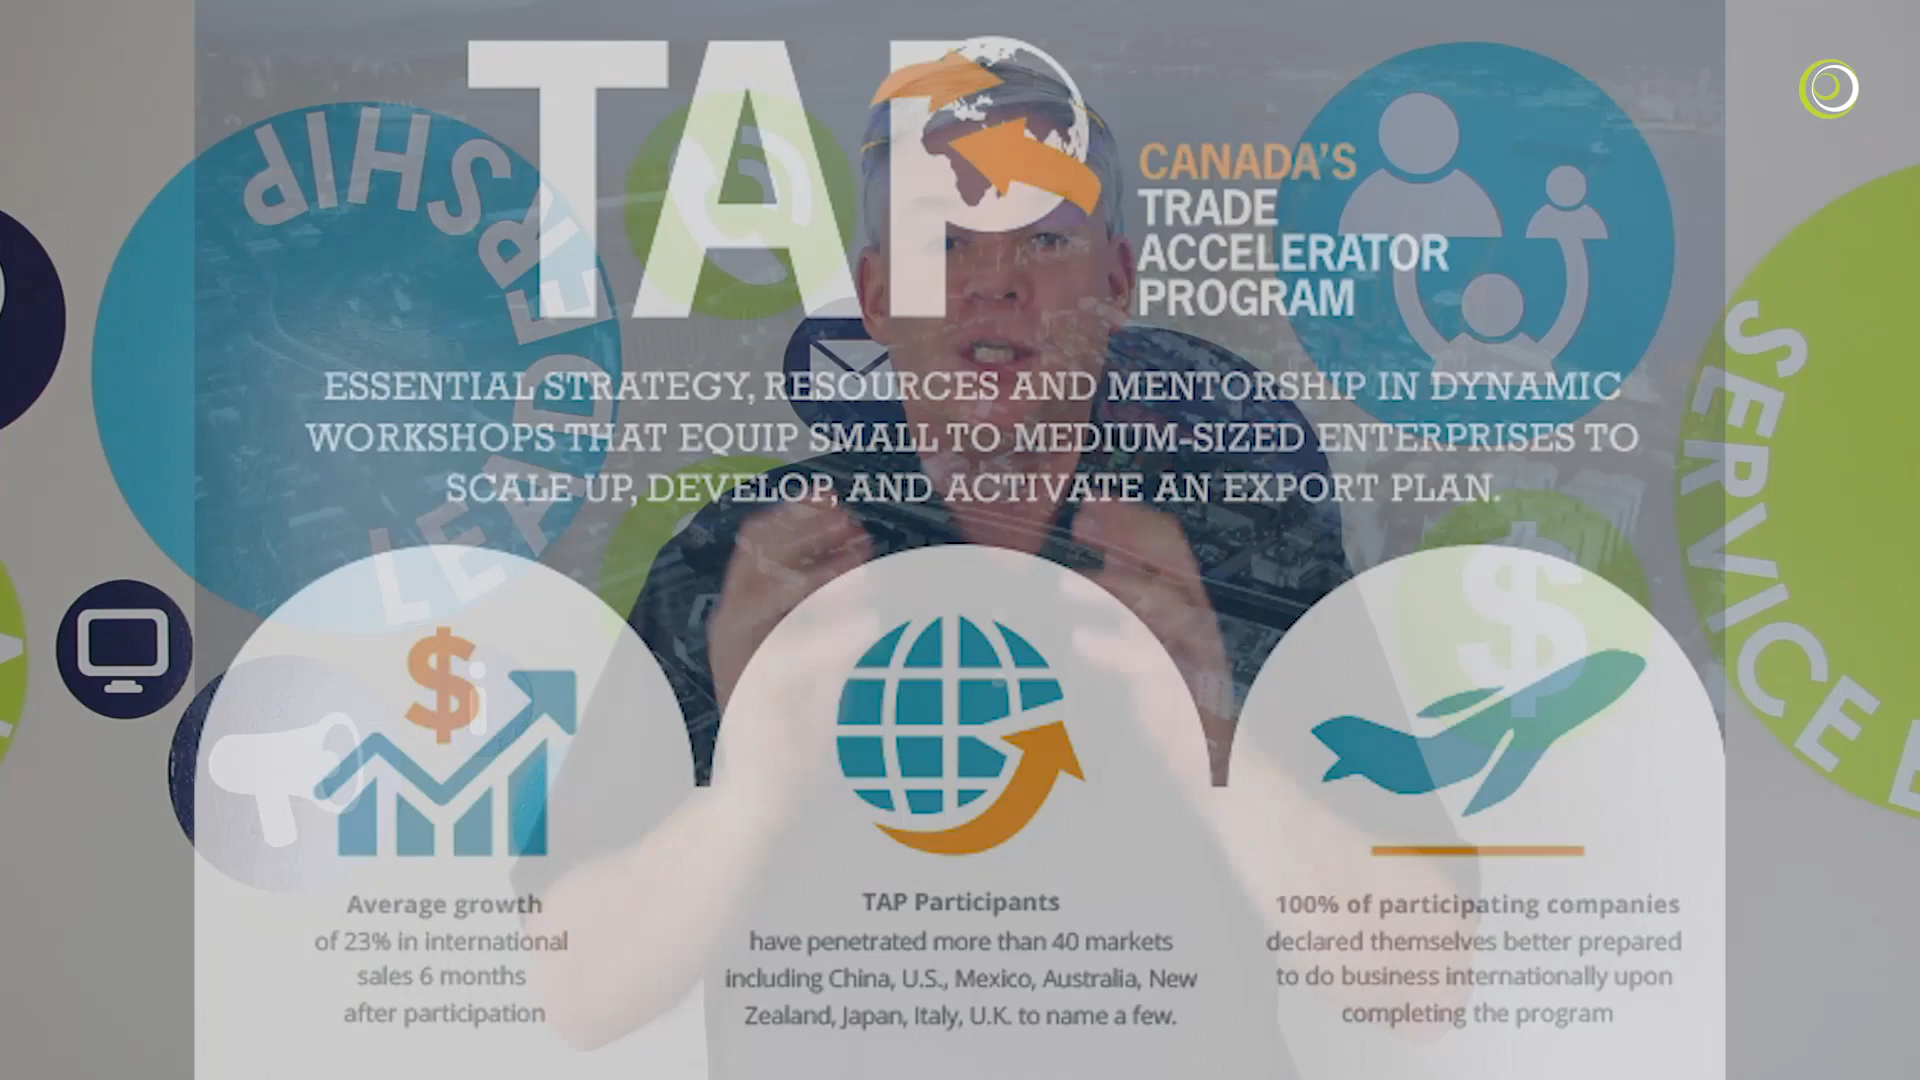 TAP
CANADA'S
TRADE
ACCELERATOR
PROGRAM
LEADERSHIP
SERVICE
ESSENTIAL STRATEGY, RESOURCES AND MENTORSHIP IN DYNAMIC
WORKSHOPS THAT EQUIP SMALL TO MEDIUM-SIZED ENTERPRISES TO
SCALE UP, DEVELOP, AND ACTIVATE AN EXPORT PLAN.
$
$
i
Average growth
of 23% in international
sales 6 months
after participation
TAP Participants
have penetrated more than 40 markets
including China, U.S., Mexico, Australia, New
Zealand, Japan, Italy, U.K. to name a few.
100% of participating companies
declared themselves better prepared
to do business internationally upon
completing the program